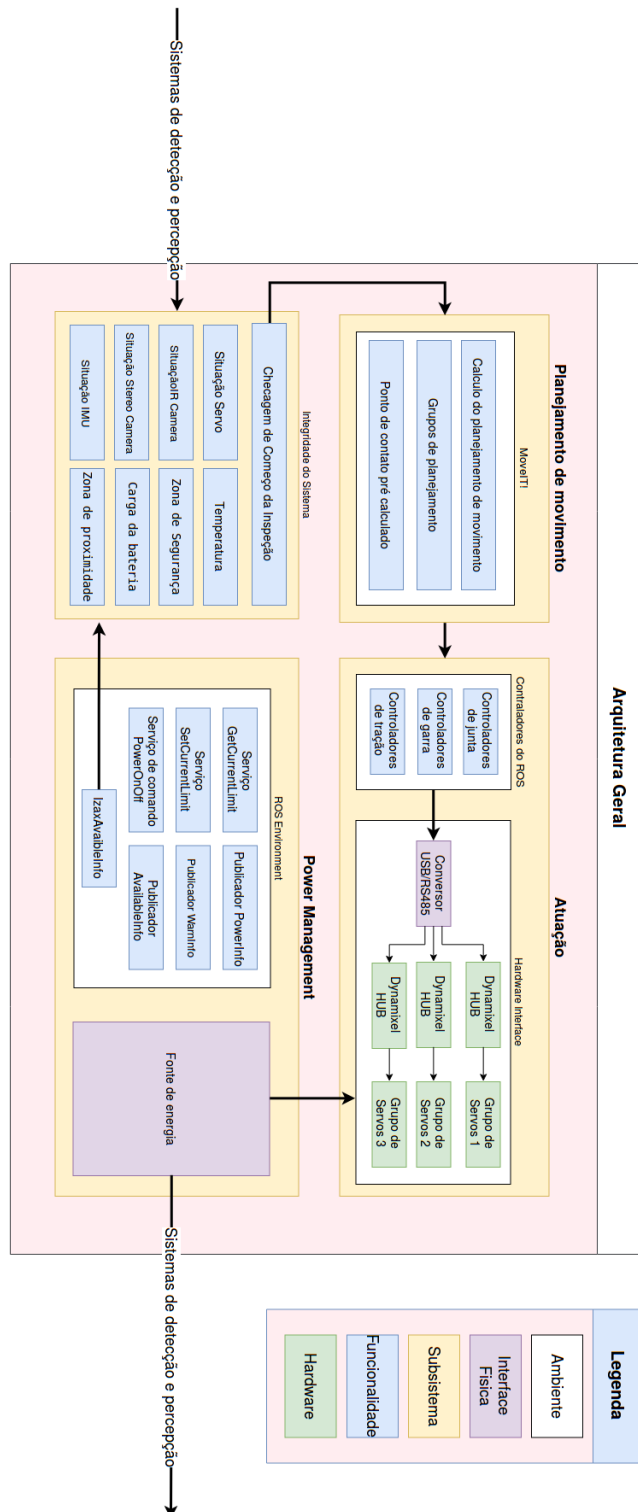 Arquitetura Geral
Planejamento de movimento
MoveIT!
Calculo do planejamento de movimento
Grupos de planejamento
Ponto de contato pré calculado
Atuação
Contraladores do ROS
Controladores
de junta
Controladores
de garra
Controladores
de tração
Hardware Interface
Conversor
USB/RS485
Dynamixel
HUB
Grupo de
Servos 1
Dynamixel
HUB
Grupo de
Servos 2
Dynamixel
HUB
Grupo de
Servos 3
Sistemas de detecção e percepção
Integridade do Sistema
Checagem de Começo da Inspeção
Situação Servo
Temperatura
SituaçãoIR Camera
Zona de Segurança
Situação Stereo Camera
Carga da bateria
Situação IMU
Zona de proximidade
Power Management
ROS Environment
Serviço
GetCurrentLimit
Publicador PowerInfo
Serviço
SetCurrentLimit
Publicador WarnInfo
Serviço de comando
PowerOnOff
Publicador
AvailableInfo
IzaxAvaibleInfo
Fonte de energia
Sistemas de detecção e percepção
Legenda
Ambiente
Interface
Fisica
Subsistema
Funcionalidade
Hardware